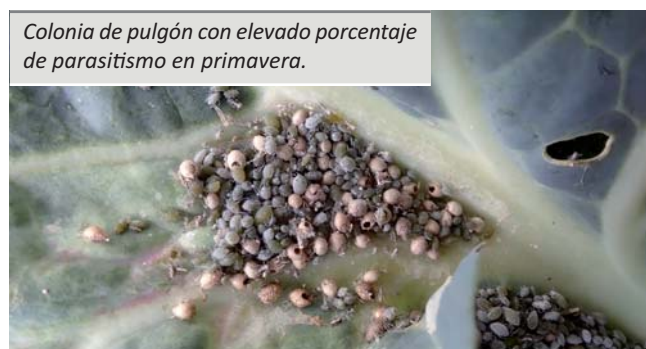 Colonia de pulgón con elevado porcentaje
de parasitismo en primavera.